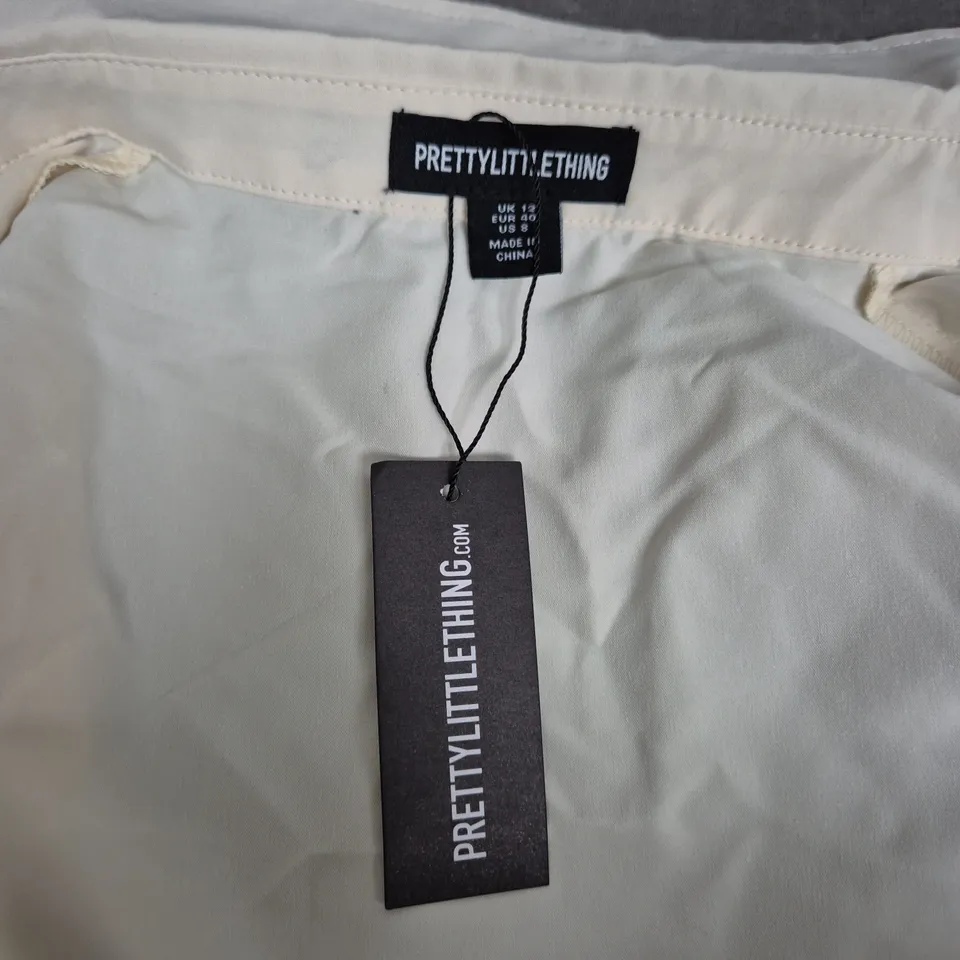 PRETTYLITTLETHING
UK 12
EUR 40
US 8
MADE IN
CHINA
PRETTYLITTLETHING.COM